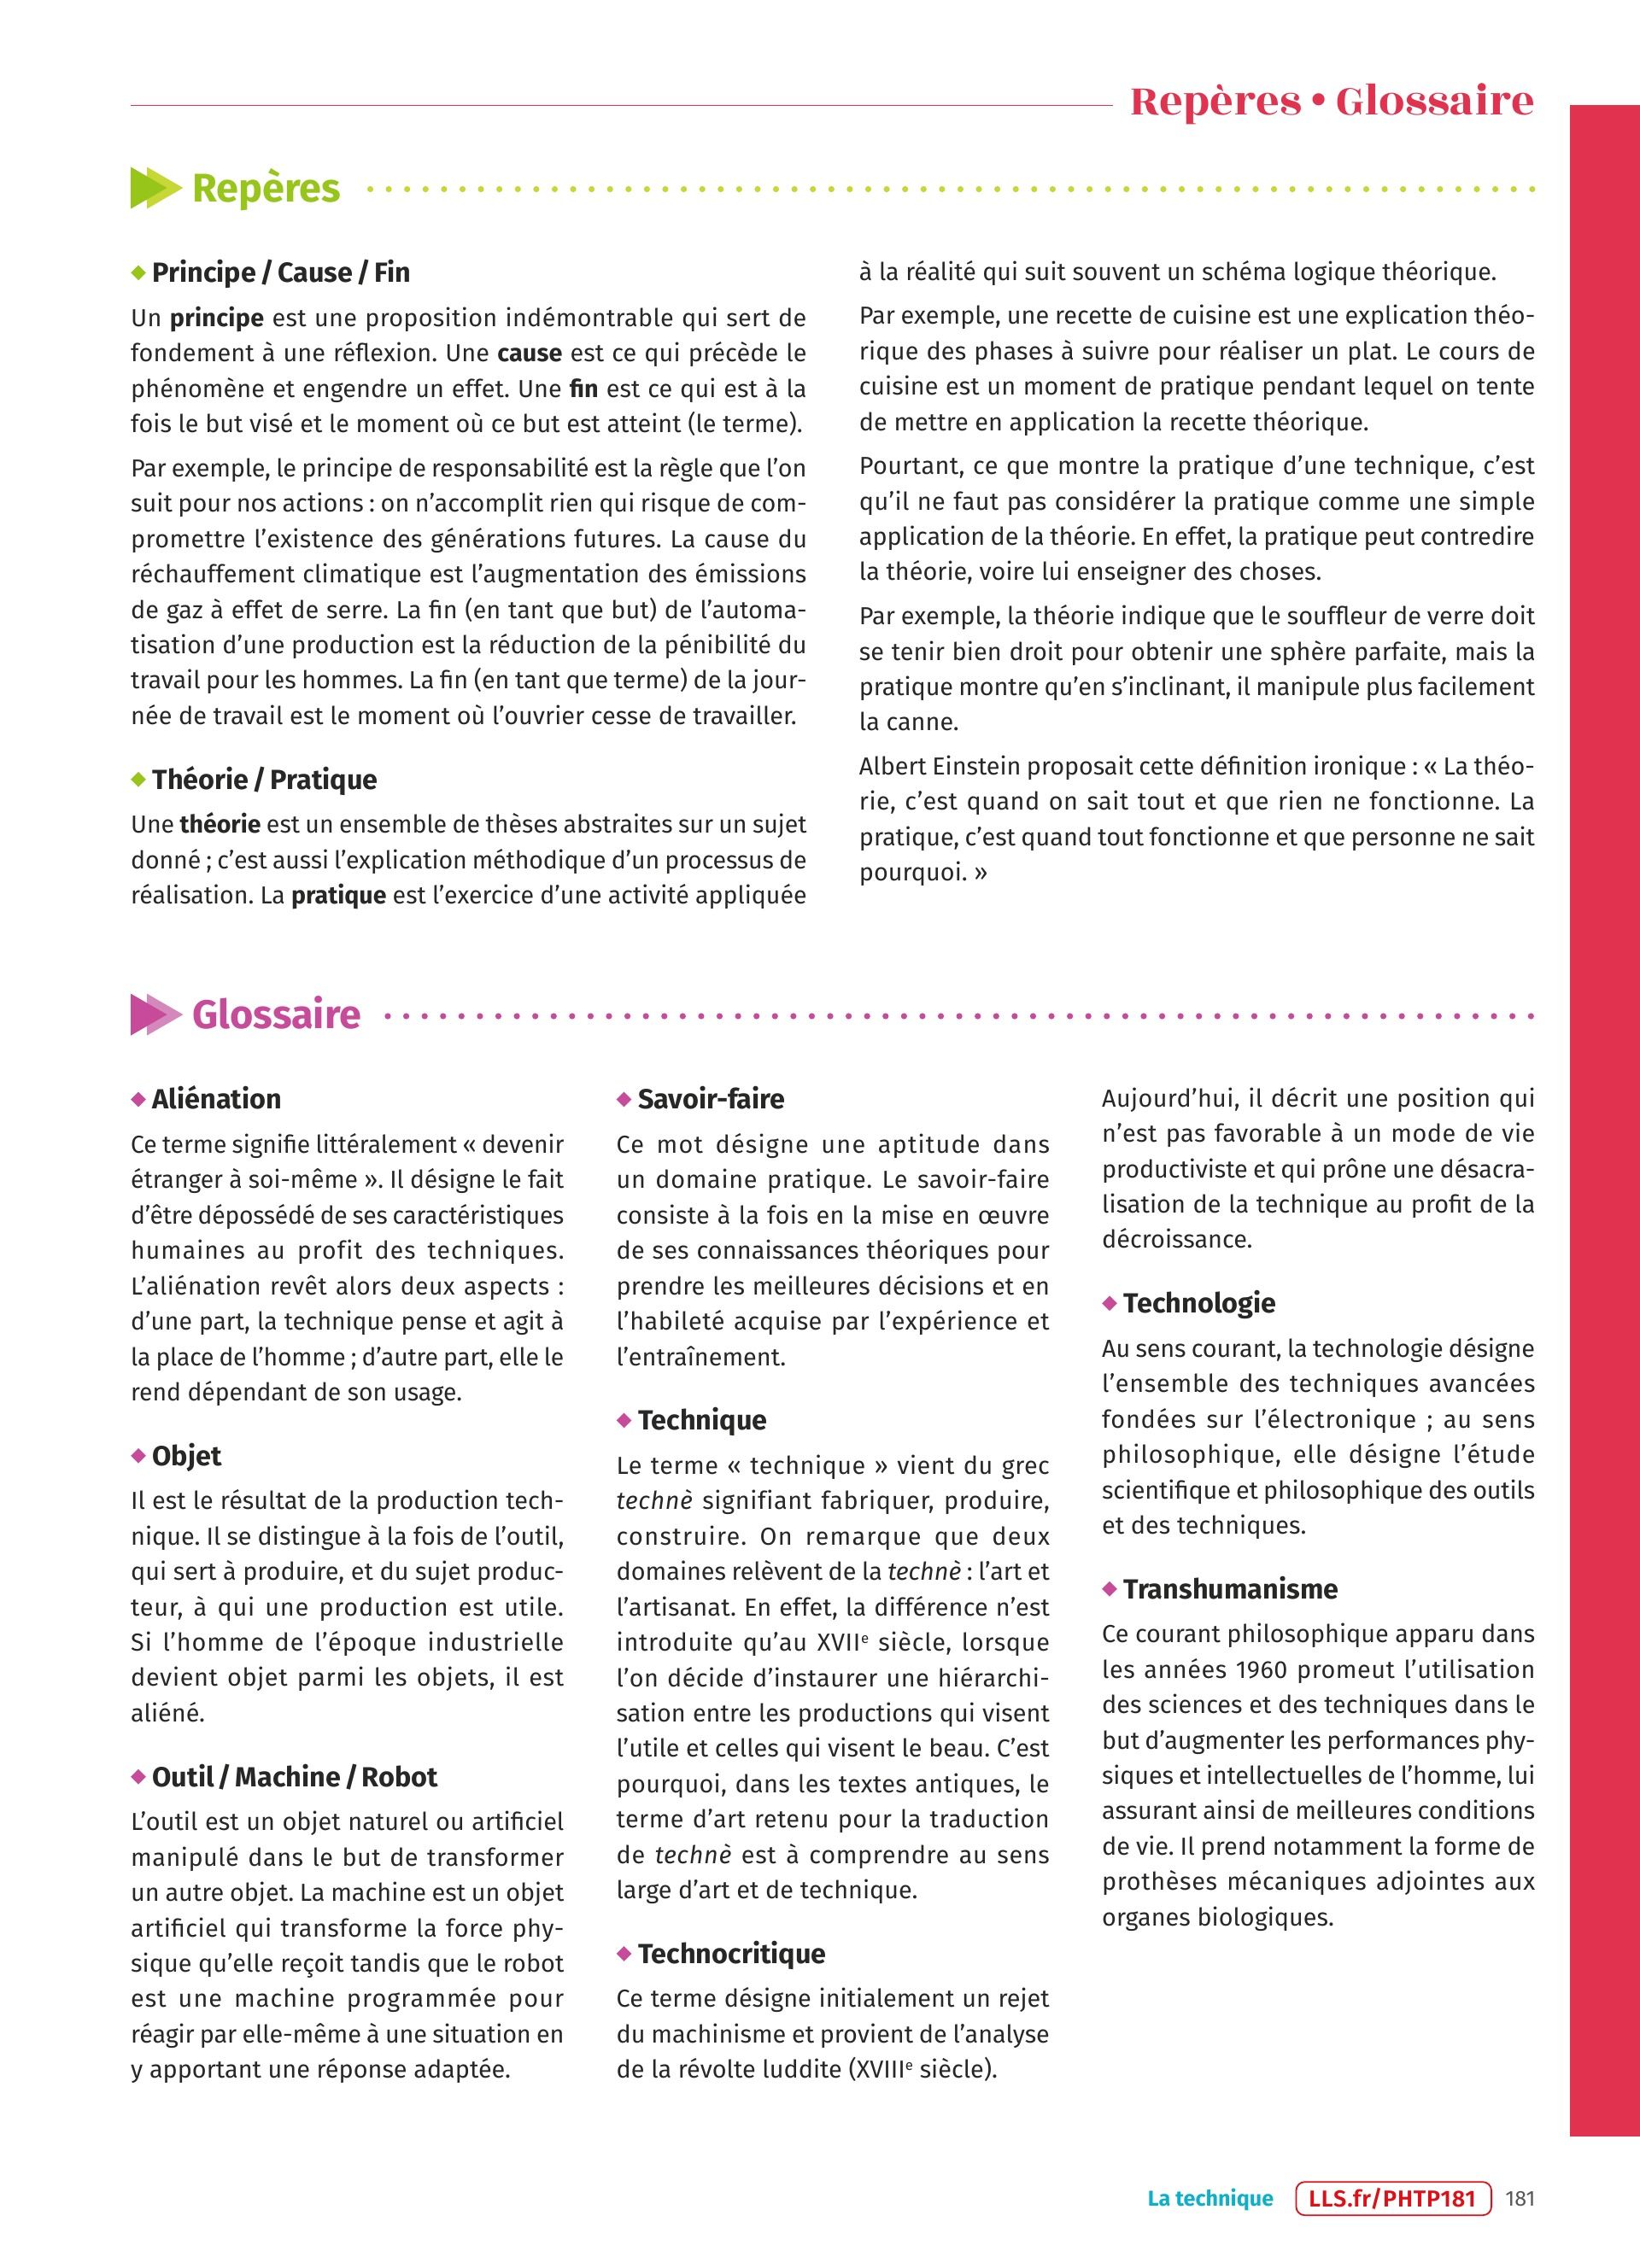 Repères • Glossaire
Repères
Principe / Cause / Fin
Un principe est une proposition indémontrable qui sert de
fondement à une réflexion. Une cause est ce qui précède le
phénomène et engendre un effet. Une fin est ce qui est à la
fois le but visé et le moment où ce but est atteint (le terme).
Par exemple, le principe de responsabilité est la règle que l’on
suit pour nos actions : on n’accomplit rien qui risque de com-
promettre l’existence des générations futures. La cause du
réchauffement climatique est l’augmentation des émissions
de gaz à effet de serre. La fin (en tant que but) de l’automa-
tisation d’une production est la réduction de la pénibilité du
travail pour les hommes. La fin (en tant que terme) de la jour-
née de travail est le moment où l’ouvrier cesse de travailler.
Théorie / Pratique
Une théorie est un ensemble de thèses abstraites sur un sujet
donné ; c’est aussi l’explication méthodique d’un processus de
réalisation. La pratique est l’exercice d’une activité appliquée
à la réalité qui suit souvent un schéma logique théorique.
Par exemple, une recette de cuisine est une explication théo-
rique des phases à suivre pour réaliser un plat. Le cours de
cuisine est un moment de pratique pendant lequel on tente
de mettre en application la recette théorique.
Pourtant, ce que montre la pratique d’une technique, c’est
qu’il ne faut pas considérer la pratique comme une simple
application de la théorie. En effet, la pratique peut contredire
la théorie, voire lui enseigner des choses.
Par exemple, la théorie indique que le souffleur de verre doit
se tenir bien droit pour obtenir une sphère parfaite, mais la
pratique montre qu’en s’inclinant, il manipule plus facilement
la canne.
Albert Einstein proposait cette définition ironique : « La théo-
rie, c’est quand on sait tout et que rien ne fonctionne. La
pratique, c’est quand tout fonctionne et que personne ne sait
pourquoi. »
Glossaire
Aliénation
Ce terme signifie littéralement « devenir
étranger à soi-même ». Il désigne le fait
d’être dépossédé de ses caractéristiques
humaines au profit des techniques.
L’aliénation revêt alors deux aspects :
d’une part, la technique pense et agit à
la place de l’homme ; d’autre part, elle le
rend dépendant de son usage.
Objet
Il est le résultat de la production tech-
nique. Il se distingue à la fois de l’outil,
qui sert à produire, et du sujet produc-
teur, à qui une production est utile.
Si l’homme de l’époque industrielle
devient objet parmi les objets, il est
aliéné.
Outil / Machine / Robot
L’outil est un objet naturel ou artificiel
manipulé dans le but de transformer
un autre objet. La machine est un objet
artificiel qui transforme la force phy-
sique qu’elle reçoit tandis que le robot
est une machine programmée pour
réagir par elle-même à une situation en
y apportant une réponse adaptée.
Savoir-faire
Ce mot désigne une aptitude dans
un domaine pratique. Le savoir-faire
consiste à la fois en la mise en œuvre
de ses connaissances théoriques pour
prendre les meilleures décisions et en
l’habileté acquise par l’expérience et
l’entraînement.
Technique
Le terme « technique » vient du grec
technè signifiant fabriquer, produire,
construire. On remarque que deux
domaines relèvent de la technè : l’art et
l’artisanat. En effet, la différence n’est
introduite qu’au XVIIe siècle, lorsque
l’on décide d’instaurer une hiérarchi-
sation entre les productions qui visent
l’utile et celles qui visent le beau. C’est
pourquoi, dans les textes antiques, le
terme d’art retenu pour la traduction
de technè est à comprendre au sens
large d’art et de technique.
Technocritique
Ce terme désigne initialement un rejet
du machinisme et provient de l’analyse
de la révolte luddite (XVIIIe siècle).
Aujourd’hui, il décrit une position qui
n’est pas favorable à un mode de vie
productiviste et qui prône une désacra-
lisation de la technique au profit de la
décroissance.
Technologie
Au sens courant, la technologie désigne
l’ensemble des techniques avancées
fondées sur l’électronique ; au sens
philosophique, elle désigne l’étude
scientifique et philosophique des outils
et des techniques.
Transhumanisme
Ce courant philosophique apparu dans
les années 1960 promeut l’utilisation
des sciences et des techniques dans le
but d’augmenter les performances phy-
siques et intellectuelles de l’homme, lui
assurant ainsi de meilleures conditions
de vie. Il prend notamment la forme de
prothèses mécaniques adjointes aux
organes biologiques.
La technique LLS.fr/PHTP181 181